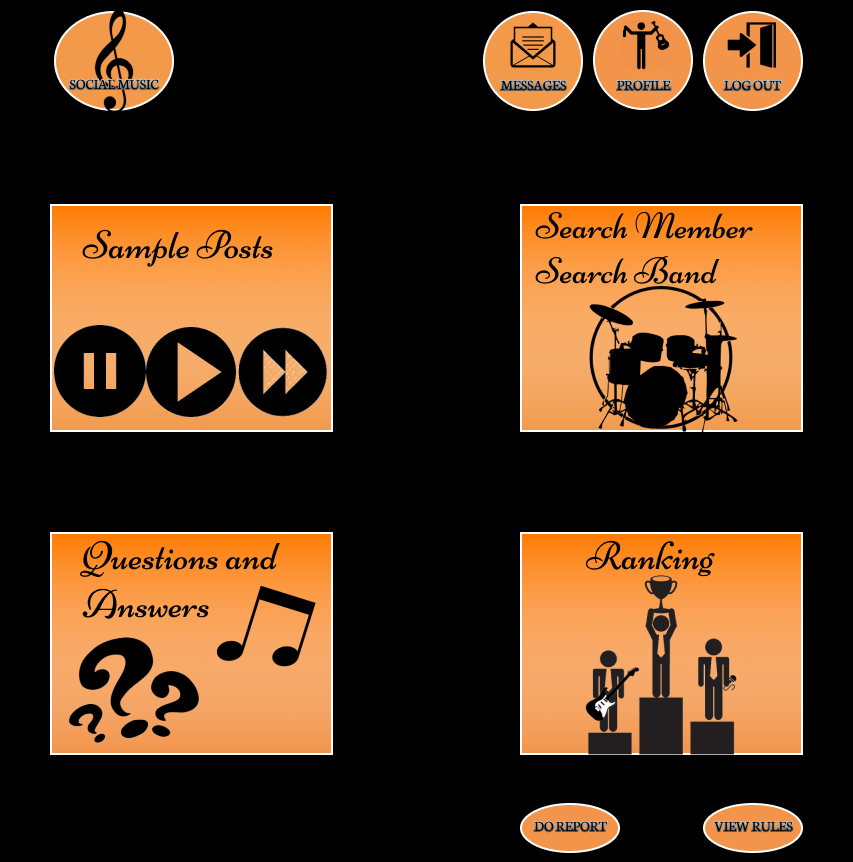 SOCIAL MUSIC
MESSAGES
PROFILE
LOG OUT
Sample Posts
Search Member
Search Band
Questions and
Answers
Ranking
DO REPORT
VIEW RULES